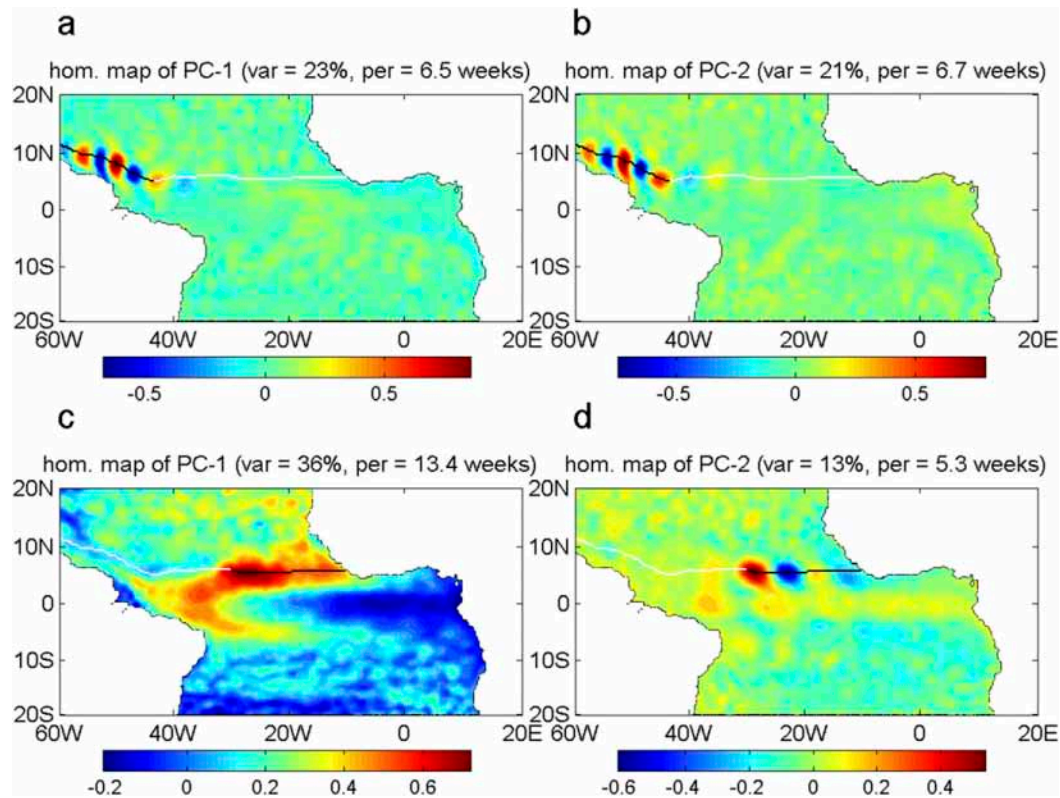 a
hom. map of PC-1 (var = 23%, per = 6.5 weeks)
20N
10N
0
10S
20S
60W 40W 20W 0 20E
-0.5 0 0.5
b
hom. map of PC-2 (var = 21%, per = 6.7 weeks)
20N
10N
0
10S
20S
60W 40W 20W 0 20E
-0.5 0 0.5
c
hom. map of PC-1 (var = 36%, per = 13.4 weeks)
20N
10N
0
10S
20S
60W 40W 20W 0 20E
-0.2 0 0.2 0.4 0.6
d
hom. map of PC-2 (var = 13%, per = 5.3 weeks)
20N
10N
0
10S
20S
60W 40W 20W 0 20E
-0.6 -0.4 -0.2 0 0.2 0.4